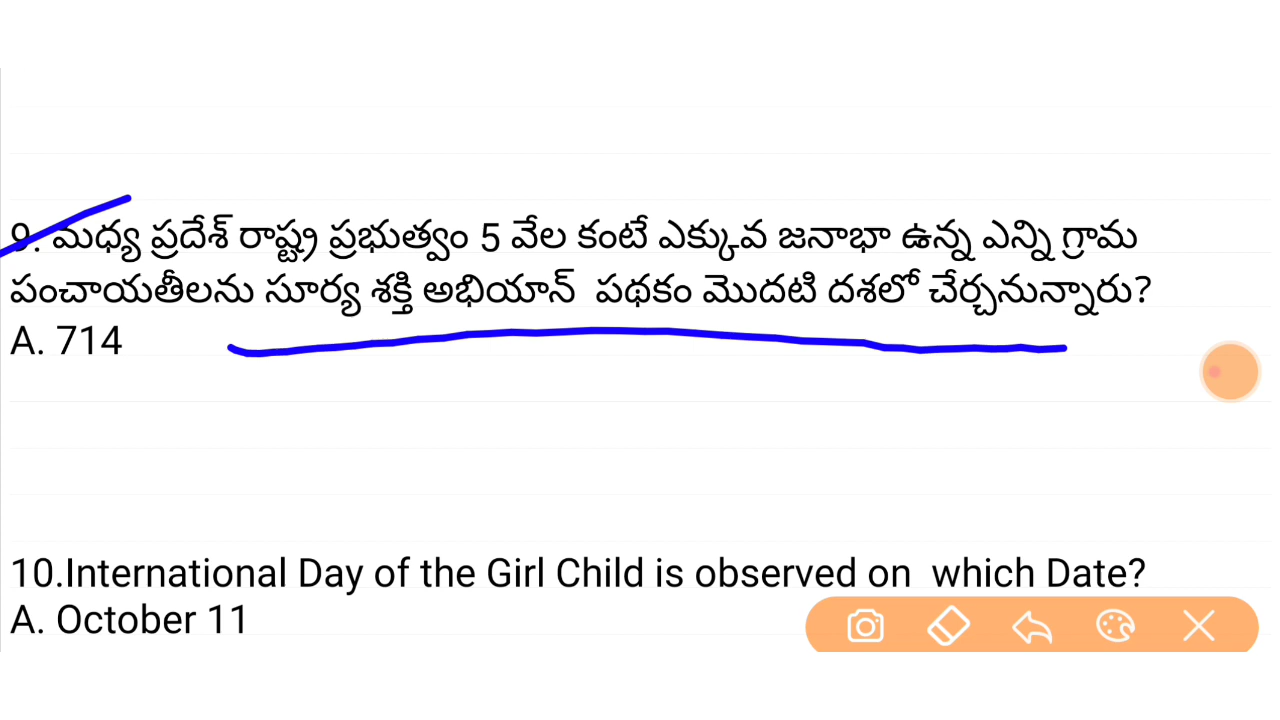 9. మధ్య ప్రదేశ్ రాష్ట్ర ప్రభుత్వం 5 వేల కంటే ఎక్కువ జనాభా ఉన్న ఎన్ని గ్రామ
పంచాయతీలను సూర్య శక్తి అభియాన్ పథకం మొదటి దశలో చేర్చనున్నారు?
A. 714
10.International Day of the Girl Child is observed on which Date?
A. October 11